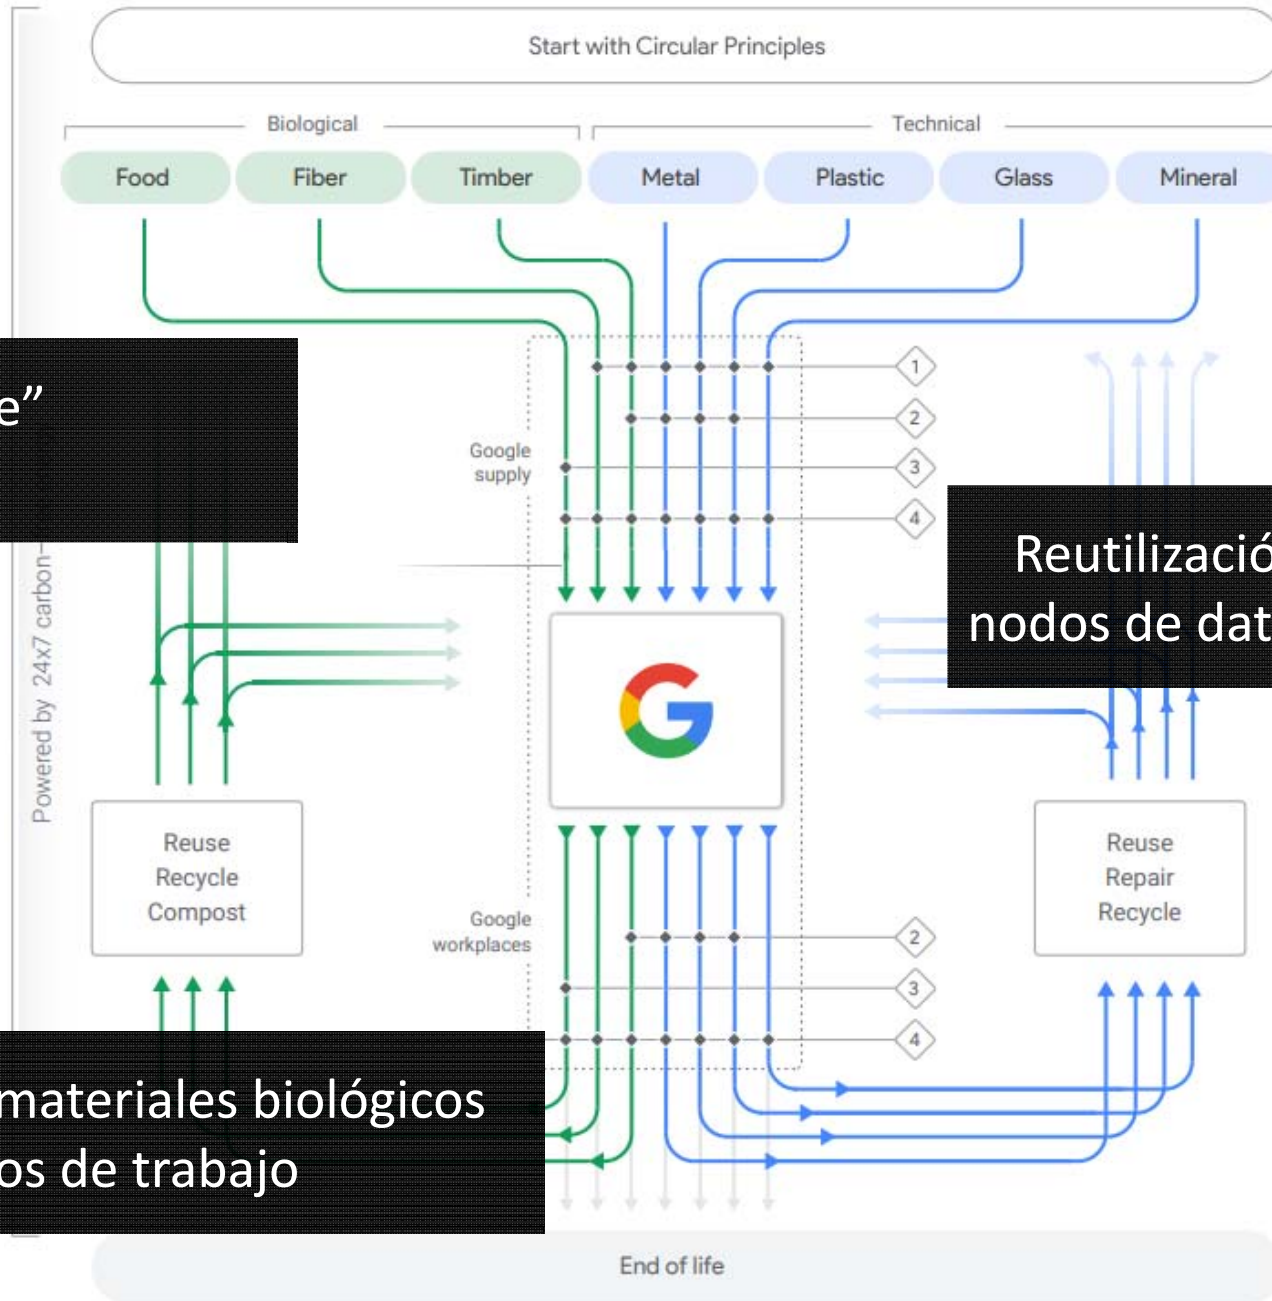 Start with Circular Principles
Biological
Technical
Food
Fiber
Timber
Metal
Plastic
Glass
Mineral
1
e”
2
Google
supply
3
4
Reutilizació
nodos de dat
Powered by 24x7 carbon-
Reuse
Recycle
Compost
Reuse
Repair
Recycle
Google
workplaces
2
3
4
materiales biológicos
os de trabajo
End of life